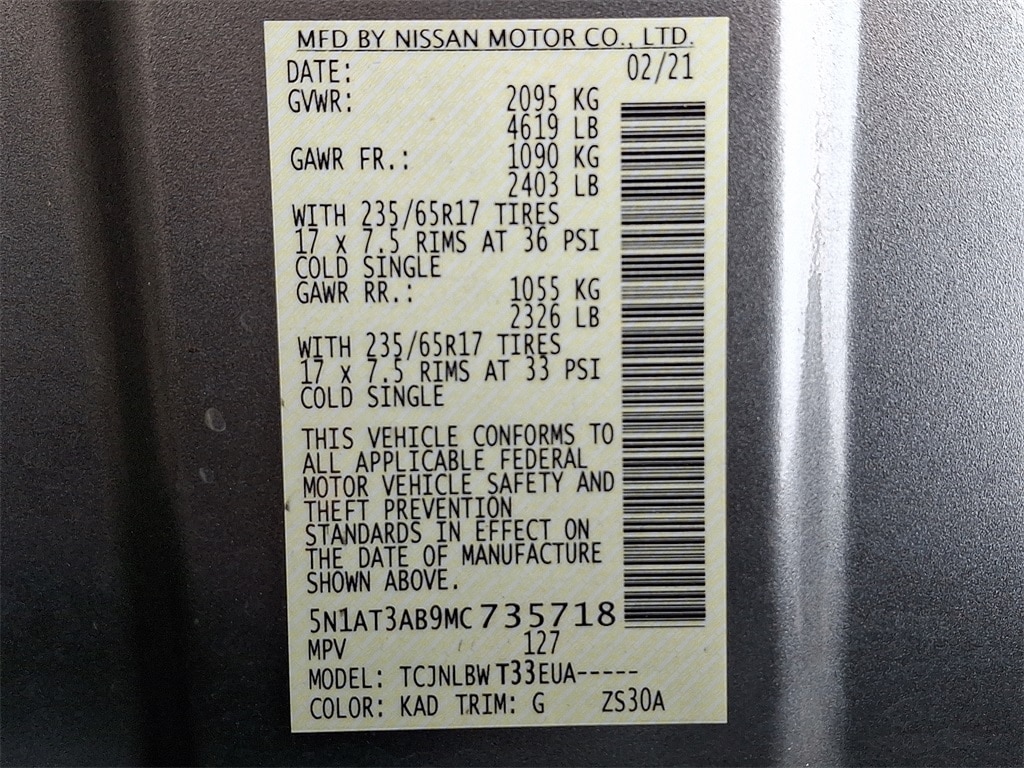 MFD BY NISSAN MOTOR CO., LTD.
DATE: 02/21
GVWR: 2095 KG
4619 LB
GAWR FR.: 1090 KG
2403 LB
WITH 235/65R17 TIRES
17 x 7.5 RIMS AT 36 PSI
COLD SINGLE
GAWR RR.: 1055 KG
2326 LB
WITH 235/65R17 TIRES
17 x 7.5 RIMS AT 33 PSI
COLD SINGLE
THIS VEHICLE CONFORMS TO
ALL APPLICABLE FEDERAL
MOTOR VEHICLE SAFETY AND
THEFT PREVENTION
STANDARDS IN EFFECT ON
THE DATE OF MANUFACTURE
SHOWN ABOVE.
5N1AT3AB9MC735718
MPV 127
MODEL: TCJNLBWT33EUA-----
COLOR: KAD TRIM: G ZS30A